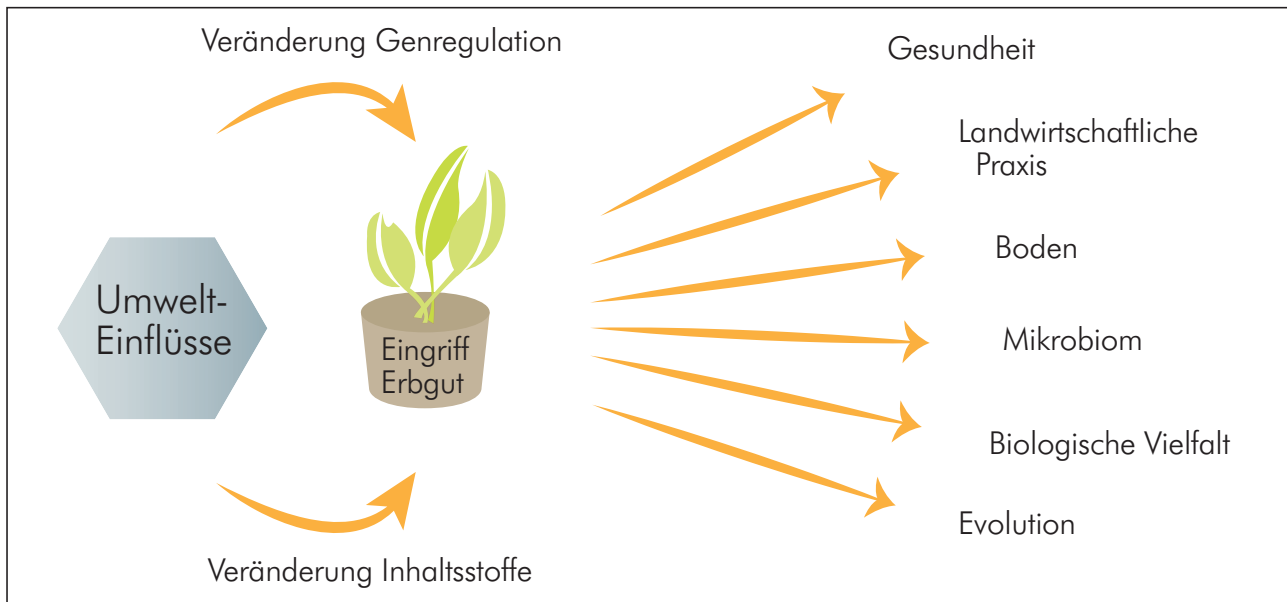 Veränderung Genregulation
Umwelt-
Einflüsse
Eingriff
Erbgut
Veränderung Inhaltsstoffe
Gesundheit
Landwirtschaftliche
Praxis
Boden
Mikrobiom
Biologische Vielfalt
Evolution